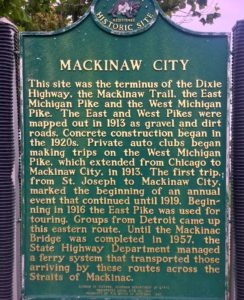 REGISTERED
HISTORIC SITE
MACKINAW CITY
This site was the terminus of the Dixie
Highway, the Mackinaw Trail, the East
Michigan Pike and the West Michigan
Pike. The East and West Pikes were
mapped out in 1913 as gravel and dirt
roads. Concrete construction began in
the 1920s. Private auto clubs began
making trips on the West Michigan
Pike, which extended from Chicago to
Mackinaw City, in 1913. The first trip,
from St. Joseph to Mackinaw City,
marked the beginning of an annual
event that continued until 1919. Begin-
ning in 1916 the East Pike was used for
touring. Groups from Detroit came up
this eastern route. Until the Mackinac
Bridge was completed in 1957, the
State Highway Department managed
a ferry system that transported those
arriving by these routes across the
Straits of Mackinac.